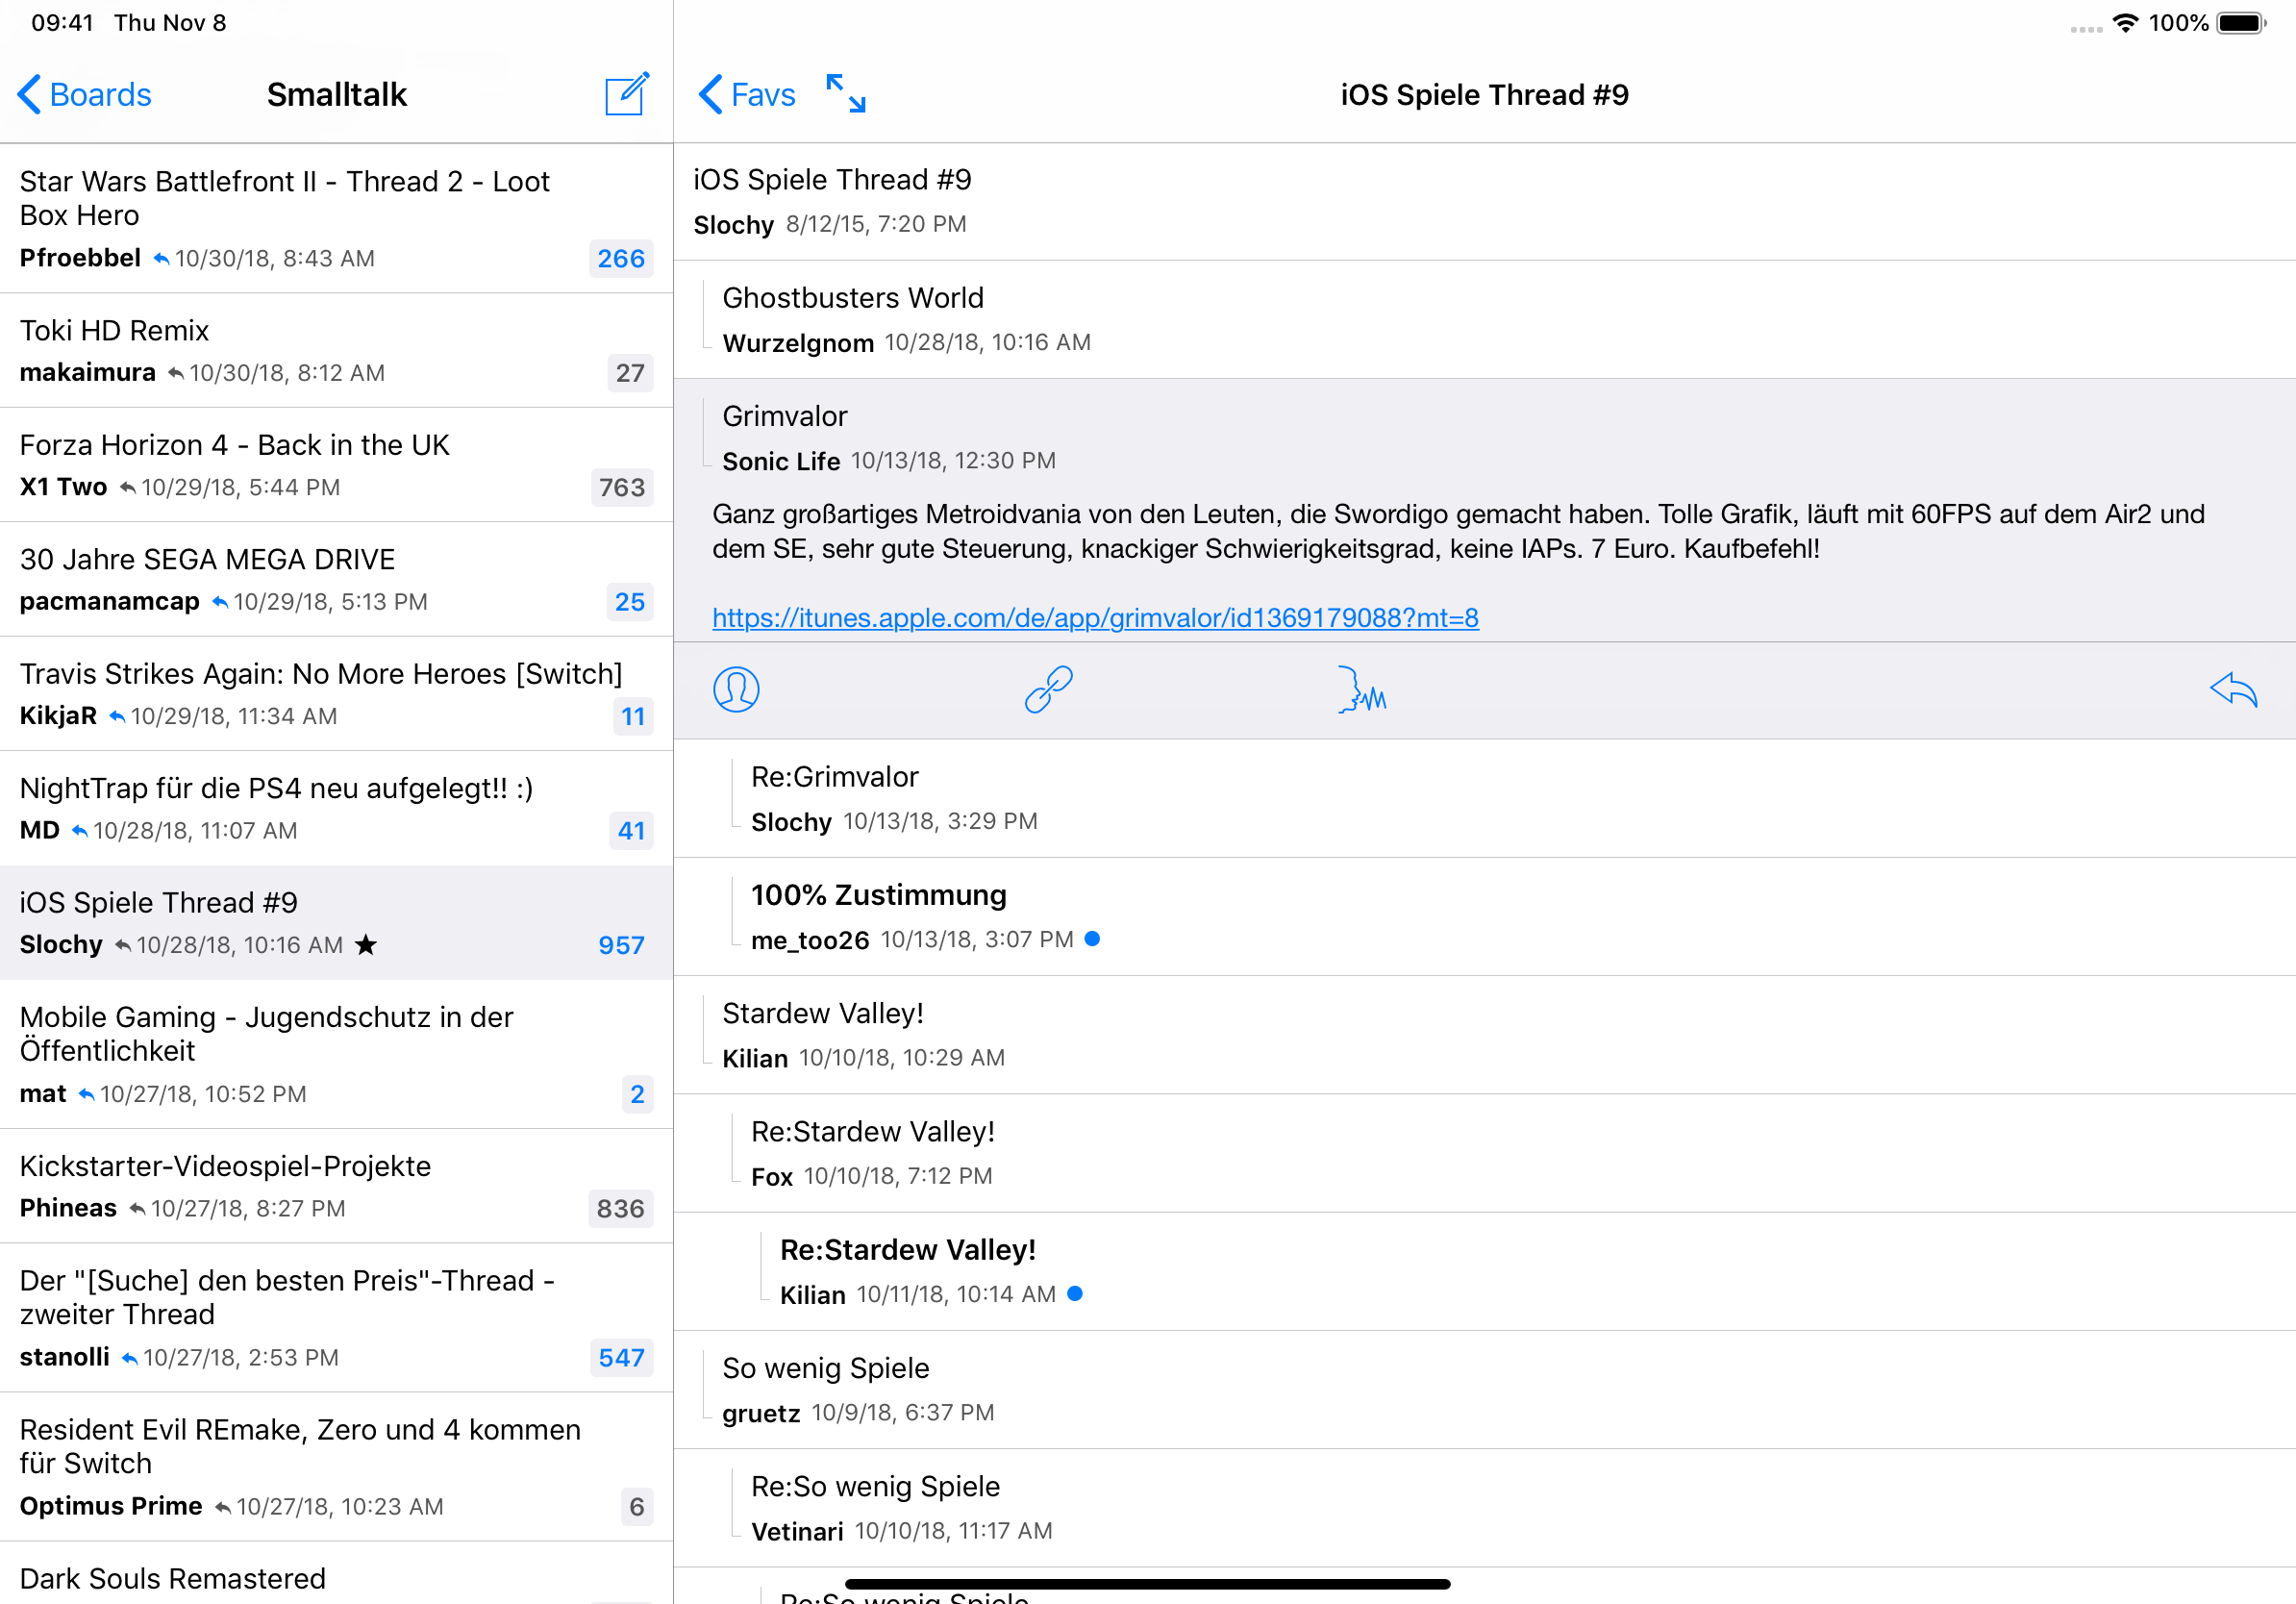 09:41 Thu Nov 8
100%
Boards
Smalltalk
Star Wars Battlefront II - Thread 2 - Loot
Box Hero
Pfroebbel 10/30/18, 8:43 AM
266
Toki HD Remix
makaimura 10/30/18, 8:12 AM
27
Forza Horizon 4 - Back in the UK
X1 Two 10/29/18, 5:44 PM
763
30 Jahre SEGA MEGA DRIVE
pacmanamcap 10/29/18, 5:13 PM
25
Travis Strikes Again: No More Heroes [Switch]
KikjaR 10/29/18, 11:34 AM
11
NightTrap für die PS4 neu aufgelegt!! :)
MD 10/28/18, 11:07 AM
41
iOS Spiele Thread #9
Slochy 10/28/18, 10:16 AM ★
957
Mobile Gaming - Jugendschutz in der
Öffentlichkeit
mat 10/27/18, 10:52 PM
2
Kickstarter-Videospiel-Projekte
Phineas 10/27/18, 8:27 PM
836
Der "[Suche] den besten Preis"-Thread -
zweiter Thread
stanolli 10/27/18, 2:53 PM
547
Resident Evil REmake, Zero und 4 kommen
für Switch
Optimus Prime 10/27/18, 10:23 AM
6
Dark Souls Remastered
Favs
iOS Spiele Thread #9
iOS Spiele Thread #9
Slochy 8/12/15, 7:20 PM
Ghostbusters World
Wurzelgnom 10/28/18, 10:16 AM
Grimvalor
Sonic Life 10/13/18, 12:30 PM
Ganz großartiges Metroidvania von den Leuten, die Swordigo gemacht haben. Tolle Grafik, läuft mit 60FPS auf dem Air2 und
dem SE, sehr gute Steuerung, knackiger Schwierigkeitsgrad, keine IAPs. 7 Euro. Kaufbefehl!
https://itunes.apple.com/de/app/grimvalor/id1369179088?mt=8
Re:Grimvalor
Slochy 10/13/18, 3:29 PM
100% Zustimmung
me_too26 10/13/18, 3:07 PM
Stardew Valley!
Kilian 10/10/18, 10:29 AM
Re:Stardew Valley!
Fox 10/10/18, 7:12 PM
Re:Stardew Valley!
Kilian 10/11/18, 10:14 AM
So wenig Spiele
gruetz 10/9/18, 6:37 PM
Re:So wenig Spiele
Vetinari 10/10/18, 11:17 AM
Re:So wenig Spiele